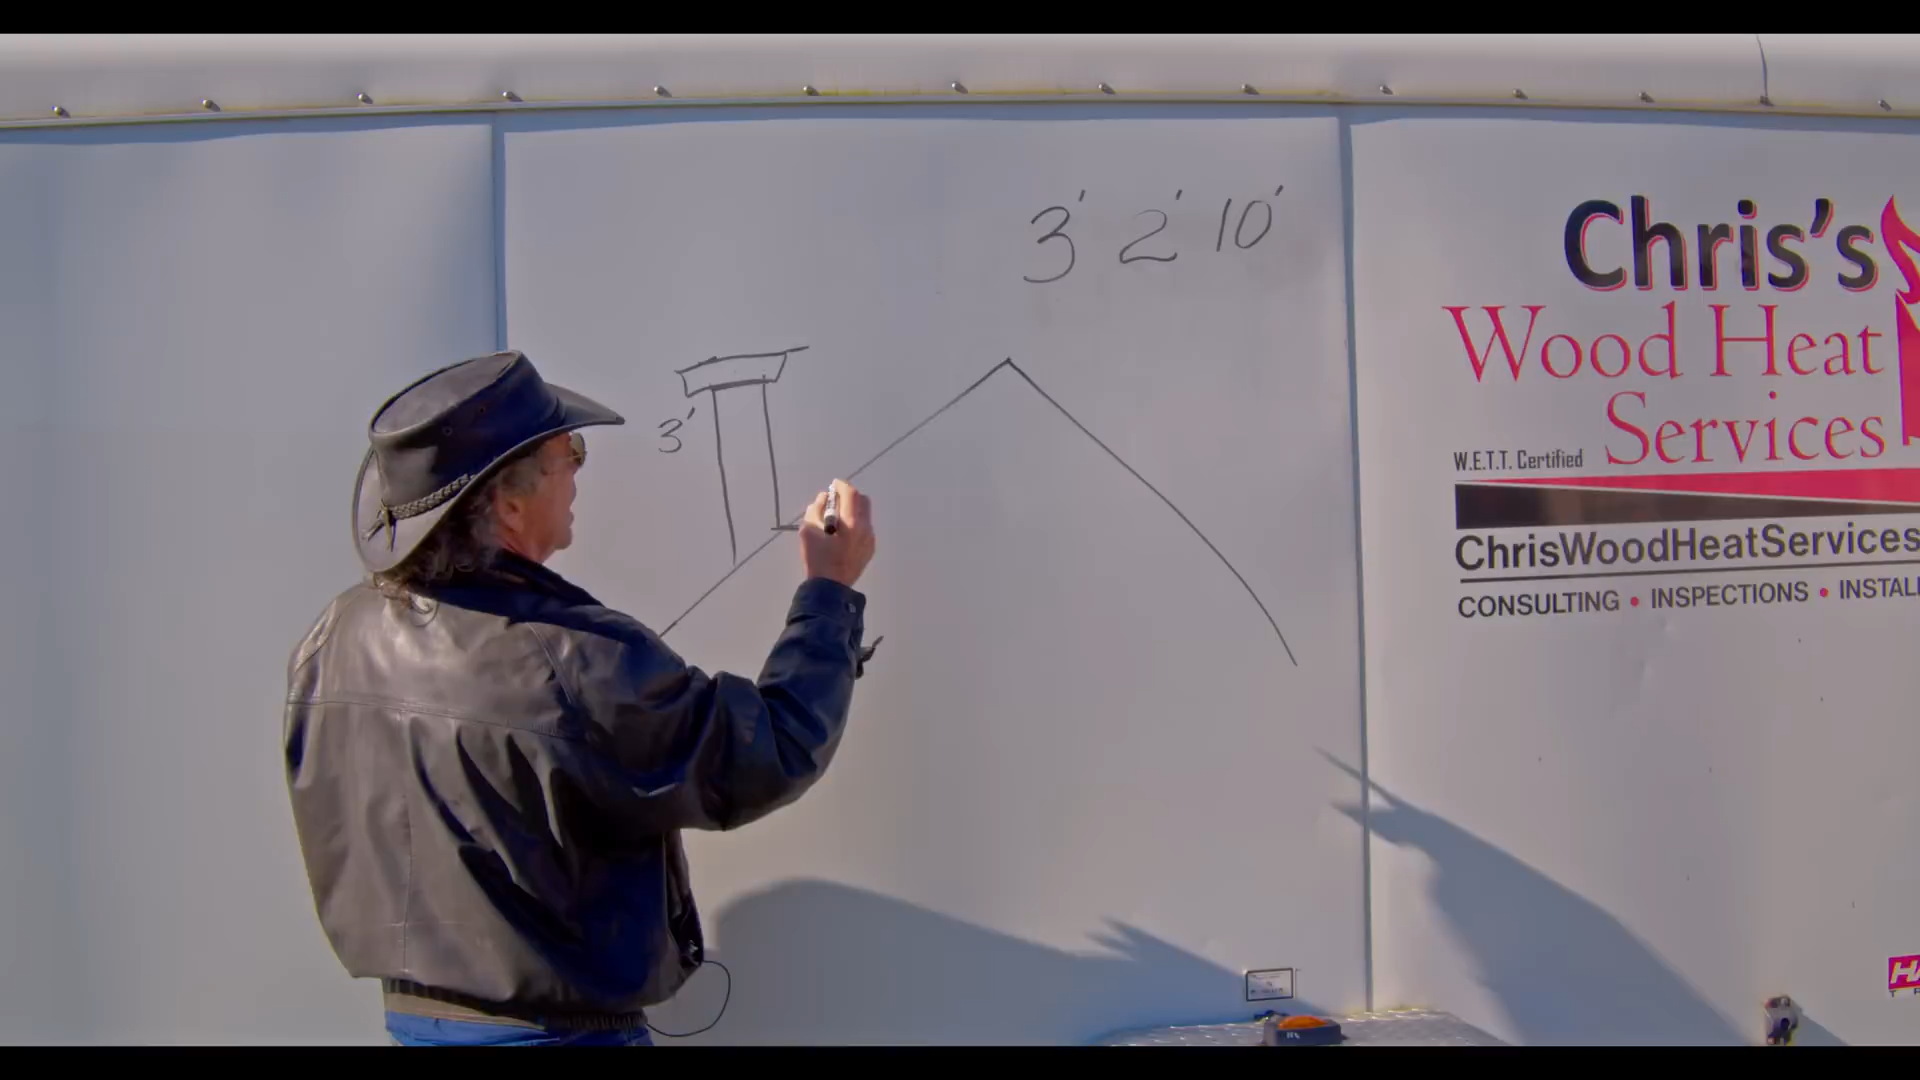 3' 2' 10'
3'
Chris's
Wood Heat
Services
W.E.T.T. Certified
ChrisWoodHeatServices
CONSULTING • INSPECTIONS • INSTALL